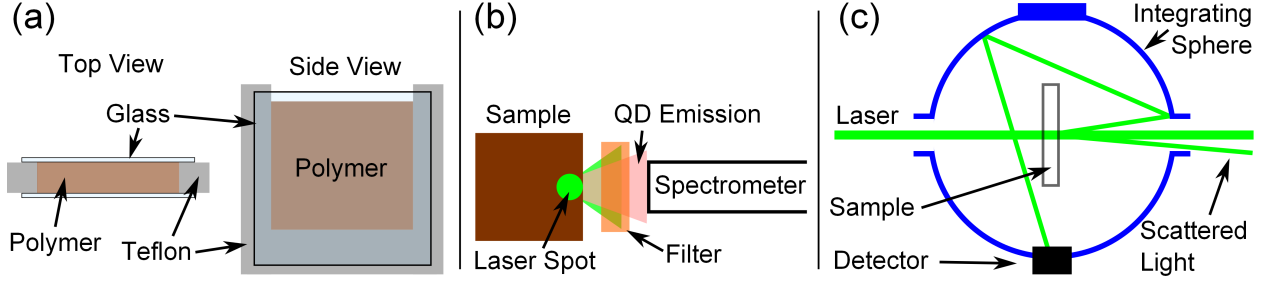 (a)
Top View
Side View
Glass
Polymer
Polymer
Teflon
(b)
Sample
QD Emission
Spectrometer
Laser Spot
Filter
(c)
Integrating
Sphere
Laser
Sample
Detector
Scattered
Light